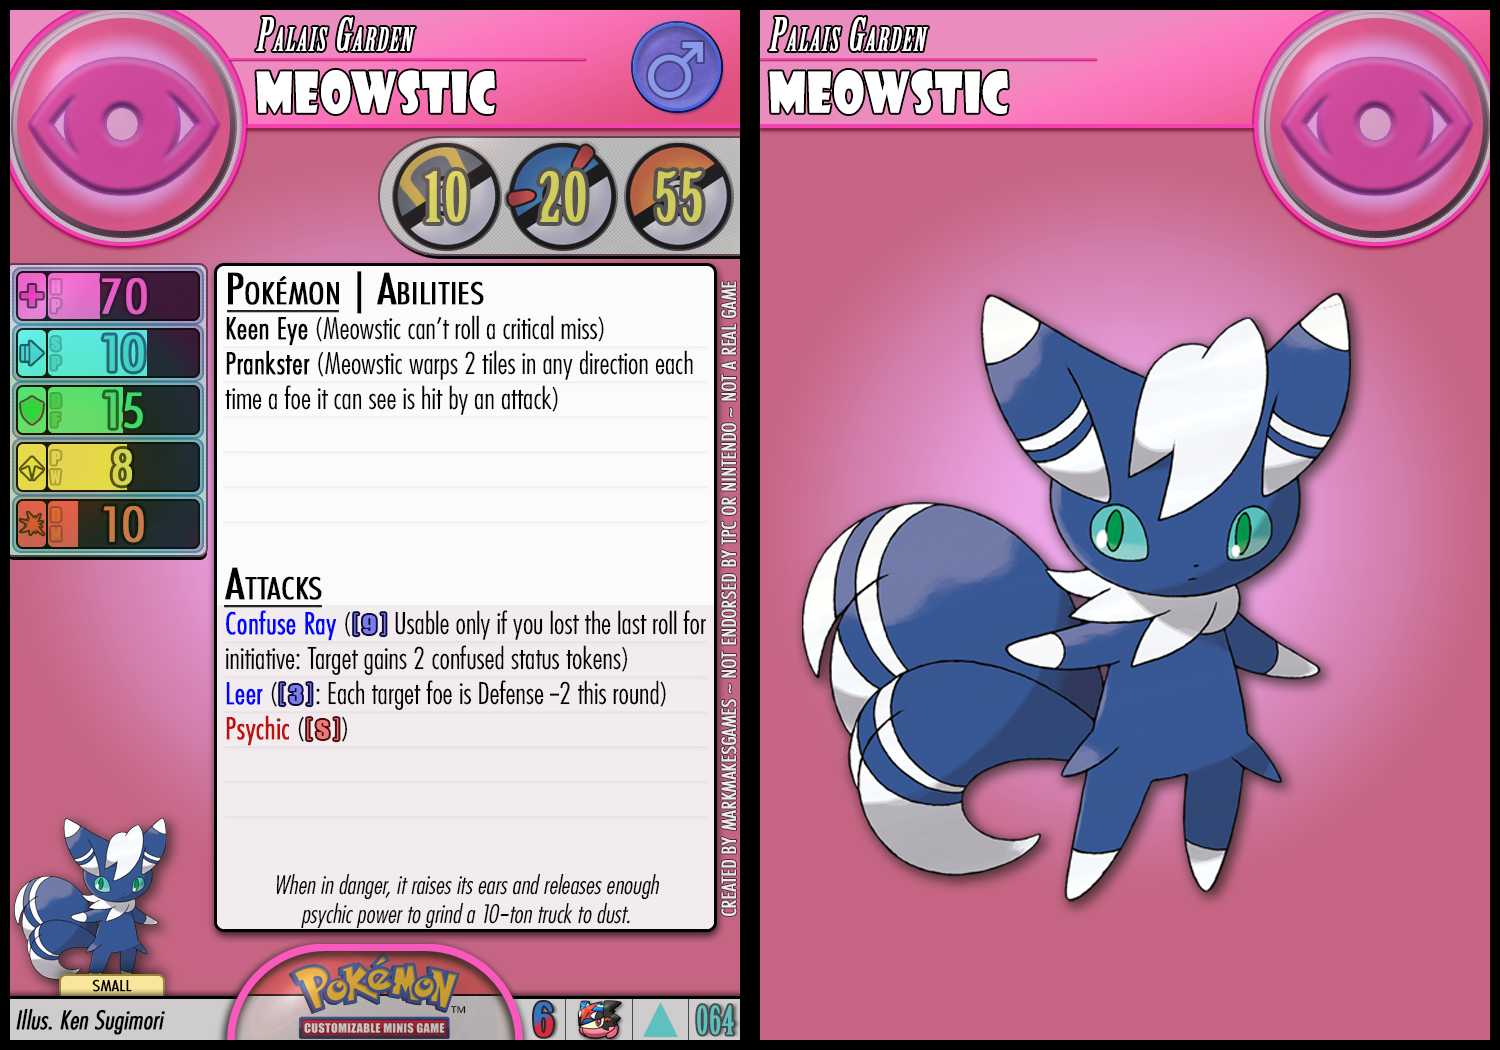 Palais Garden
MEOWSTIC
10 20 55
HP 70
SP 10
DF 15
PW 8
DM 10
Pokémon | Abilities
Keen Eye (Meowstic can't roll a critical miss)
Prankster (Meowstic warps 2 tiles in any direction each
time a foe it can see is hit by an attack)
Attacks
Confuse Ray ([9] Usable only if you lost the last roll for
initiative: Target gains 2 confused status tokens)
Leer ([3]: Each target foe is Defense -2 this round)
Psychic ([S])
When in danger, it raises its ears and releases enough
psychic power to grind a 10-ton truck to dust.
CREATED BY MARKMAKESGAMES ~ NOT ENDORSED BY TPC OR NINTENDO ~ NOT A REAL GAME
SMALL
Illus. Ken Sugimori
POKéMON TM
CUSTOMIZABLE MINIS GAME
6 064
Palais Garden
MEOWSTIC